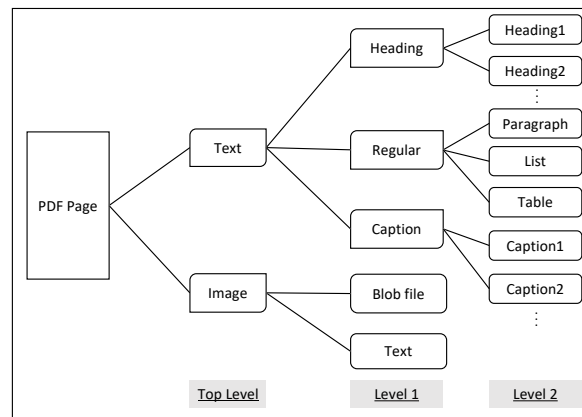 PDF Page
Text
Image
Heading
Regular
Caption
Blob file
Text
Heading1
Heading2
Paragraph
List
Table
Caption1
Caption2
Top Level
Level 1
Level 2